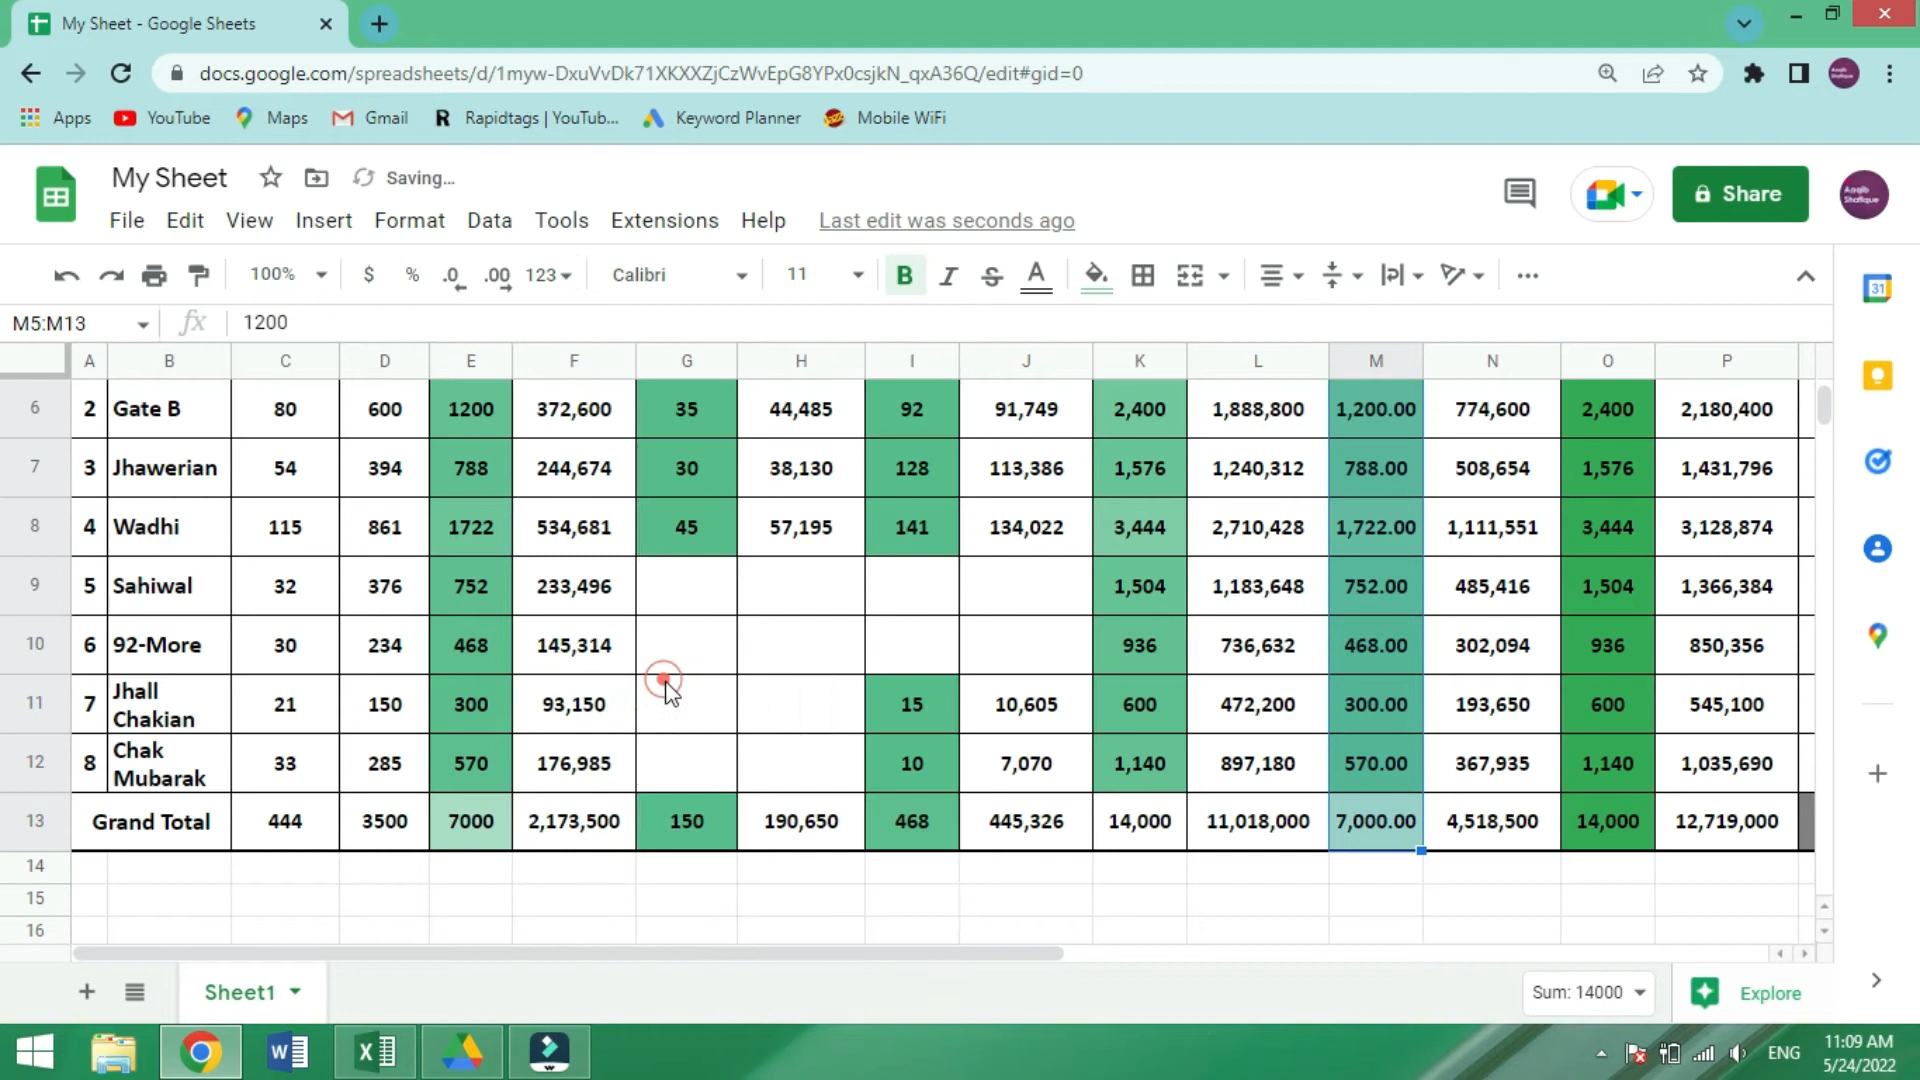 My Sheet - Google Sheets
docs.google.com/spreadsheets/d/1myw-DxuVvDk71XKXXZjCzWvEpG8YPx0csjkN_qxA36Q/edit#gid=0
Apps YouTube Maps Gmail R Rapidtags | YouTub... Keyword Planner Mobile WiFi
My Sheet Saving...
Share
Aaqib Shafique
File Edit View Insert Format Data Tools Extensions Help Last edit was seconds ago
100% $ % .0 .00 123 Calibri 11 B I S A ...
31
M5:M13 fx 1200
A B C D E F G H I J K L M N O P
6 2 Gate B 80 600 1200 372,600 35 44,485 92 91,749 2,400 1,888,800 1,200.00 774,600 2,400 2,180,400
7 3 Jhawerian 54 394 788 244,674 30 38,130 128 113,386 1,576 1,240,312 788.00 508,654 1,576 1,431,796
8 4 Wadhi 115 861 1722 534,681 45 57,195 141 134,022 3,444 2,710,428 1,722.00 1,111,551 3,444 3,128,874
9 5 Sahiwal 32 376 752 233,496 1,504 1,183,648 752.00 485,416 1,504 1,366,384
10 6 92-More 30 234 468 145,314 936 736,632 468.00 302,094 936 850,356
11 7 Jhall Chakian 21 150 300 93,150 15 10,605 600 472,200 300.00 193,650 600 545,100
12 8 Chak Mubarak 33 285 570 176,985 10 7,070 1,140 897,180 570.00 367,935 1,140 1,035,690
13 Grand Total 444 3500 7000 2,173,500 150 190,650 468 445,326 14,000 11,018,000 7,000.00 4,518,500 14,000 12,719,000
14
15
16
Sheet1 Sum: 14000 Explore
ENG 11:09 AM
5/24/2022